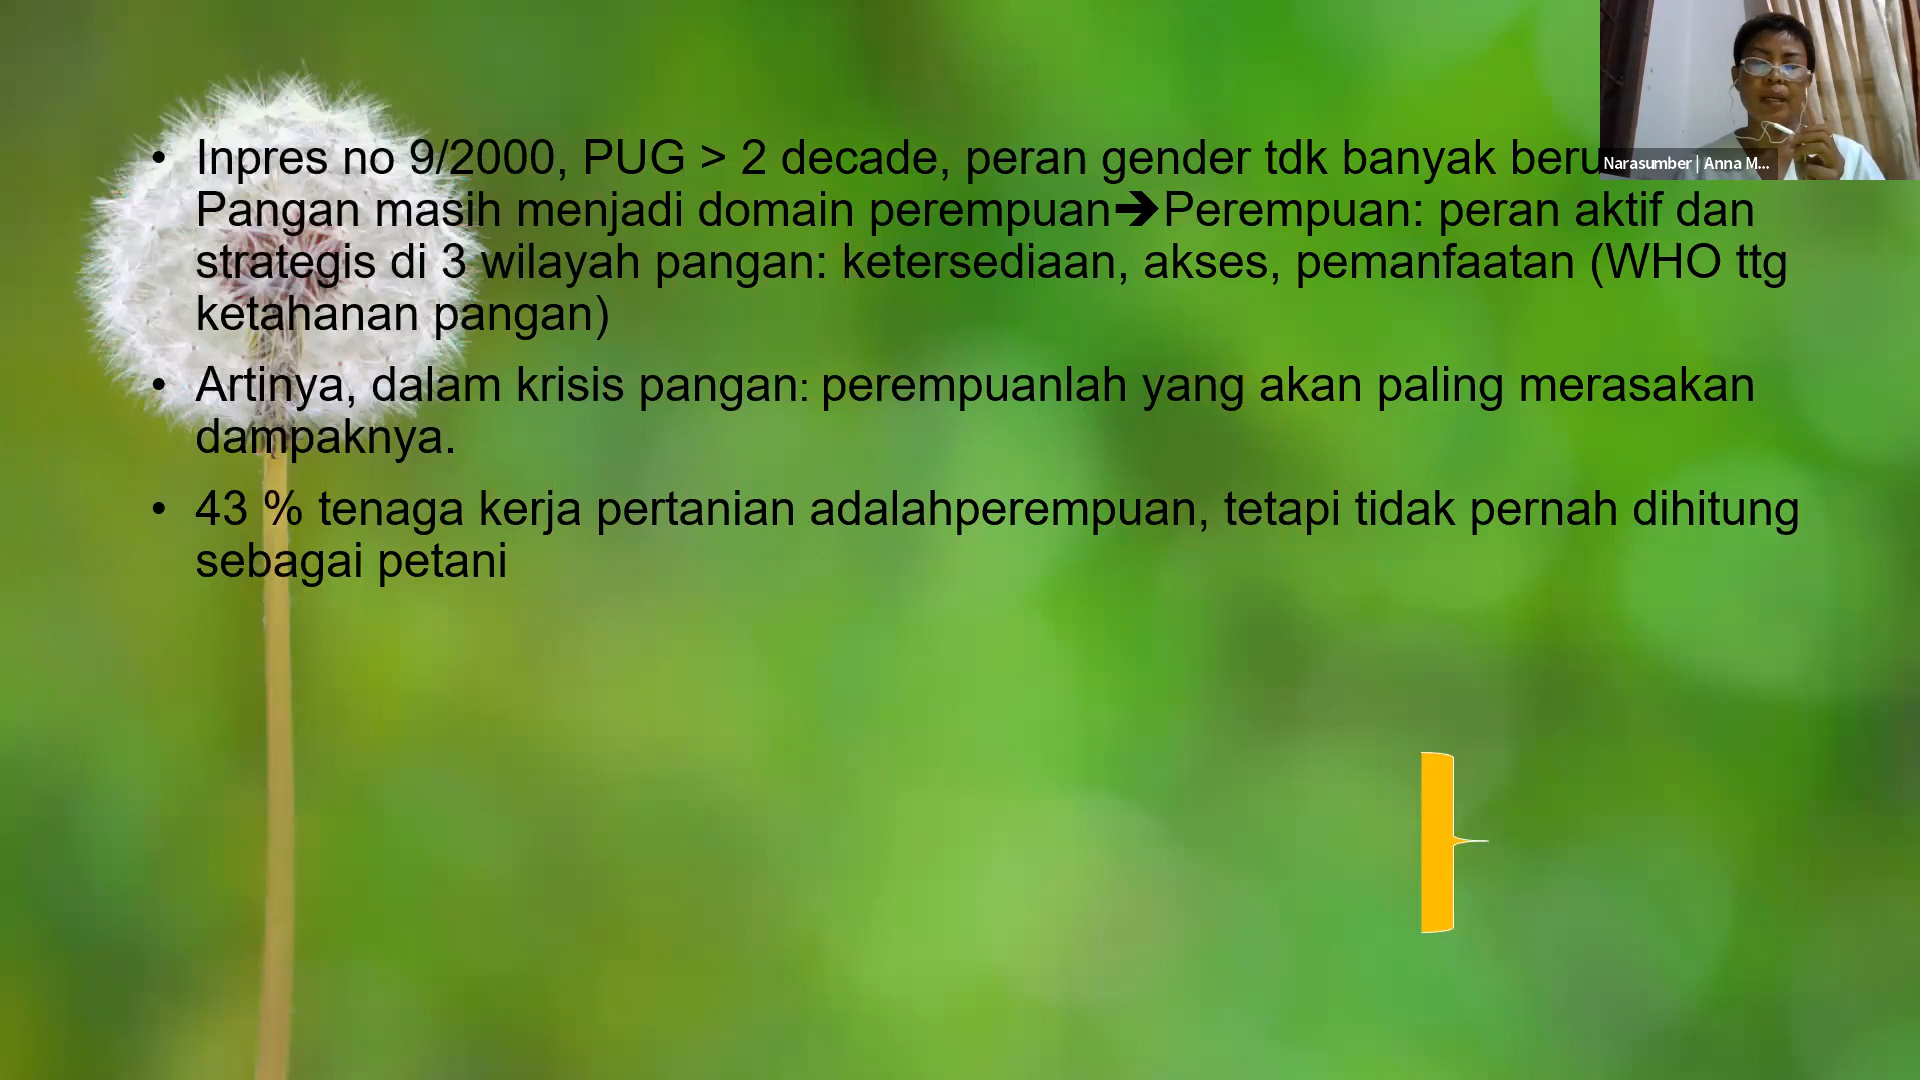 • Inpres no 9/2000, PUG > 2 decade, peran gender tdk banyak
Pangan masih menjadi domain perempuan➔Perempuan: peran aktif dan
strategis di 3 wilayah pangan: ketersediaan, akses, pemanfaatan (WHO ttg
ketahanan pangan)
• Artinya, dalam krisis pangan: perempuanlah yang akan paling merasakan
dampaknya.
• 43 % tenaga kerja pertanian adalahperempuan, tetapi tidak pernah dihitung
sebagai petani
Narasumber | Anna M...